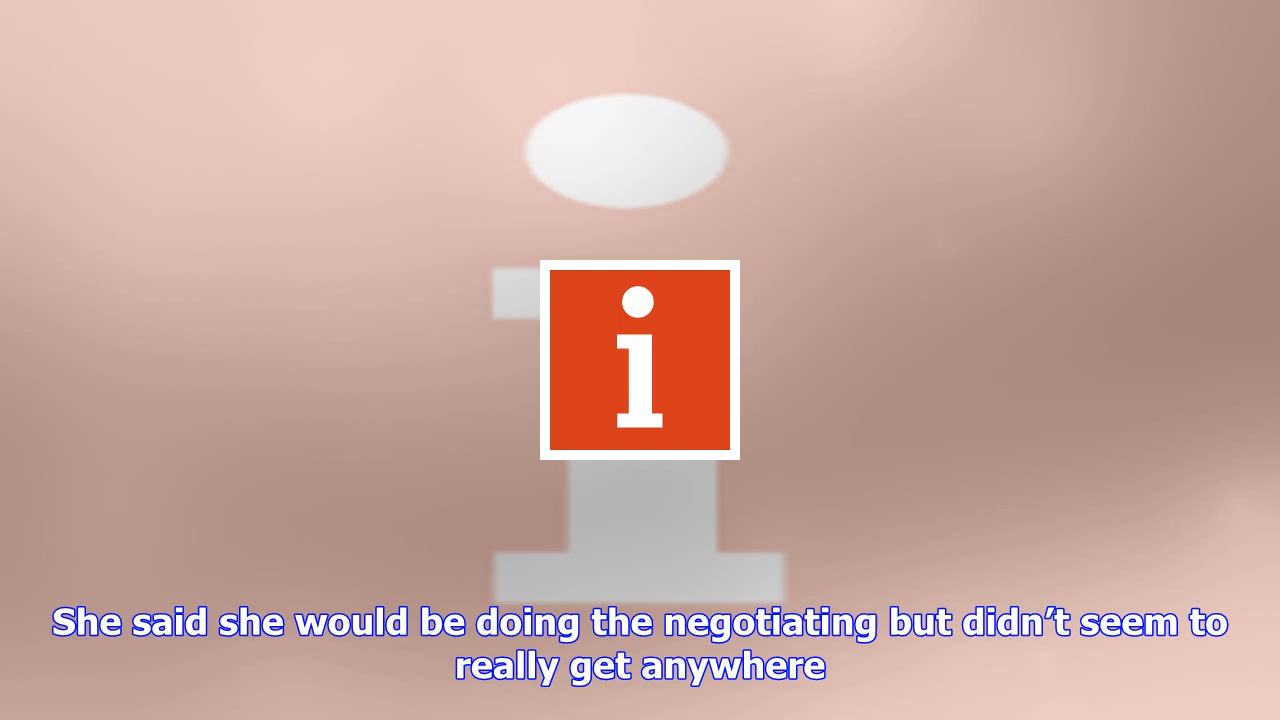 i
She said she would be doing the negotiating but didn’t seem to
really get anywhere